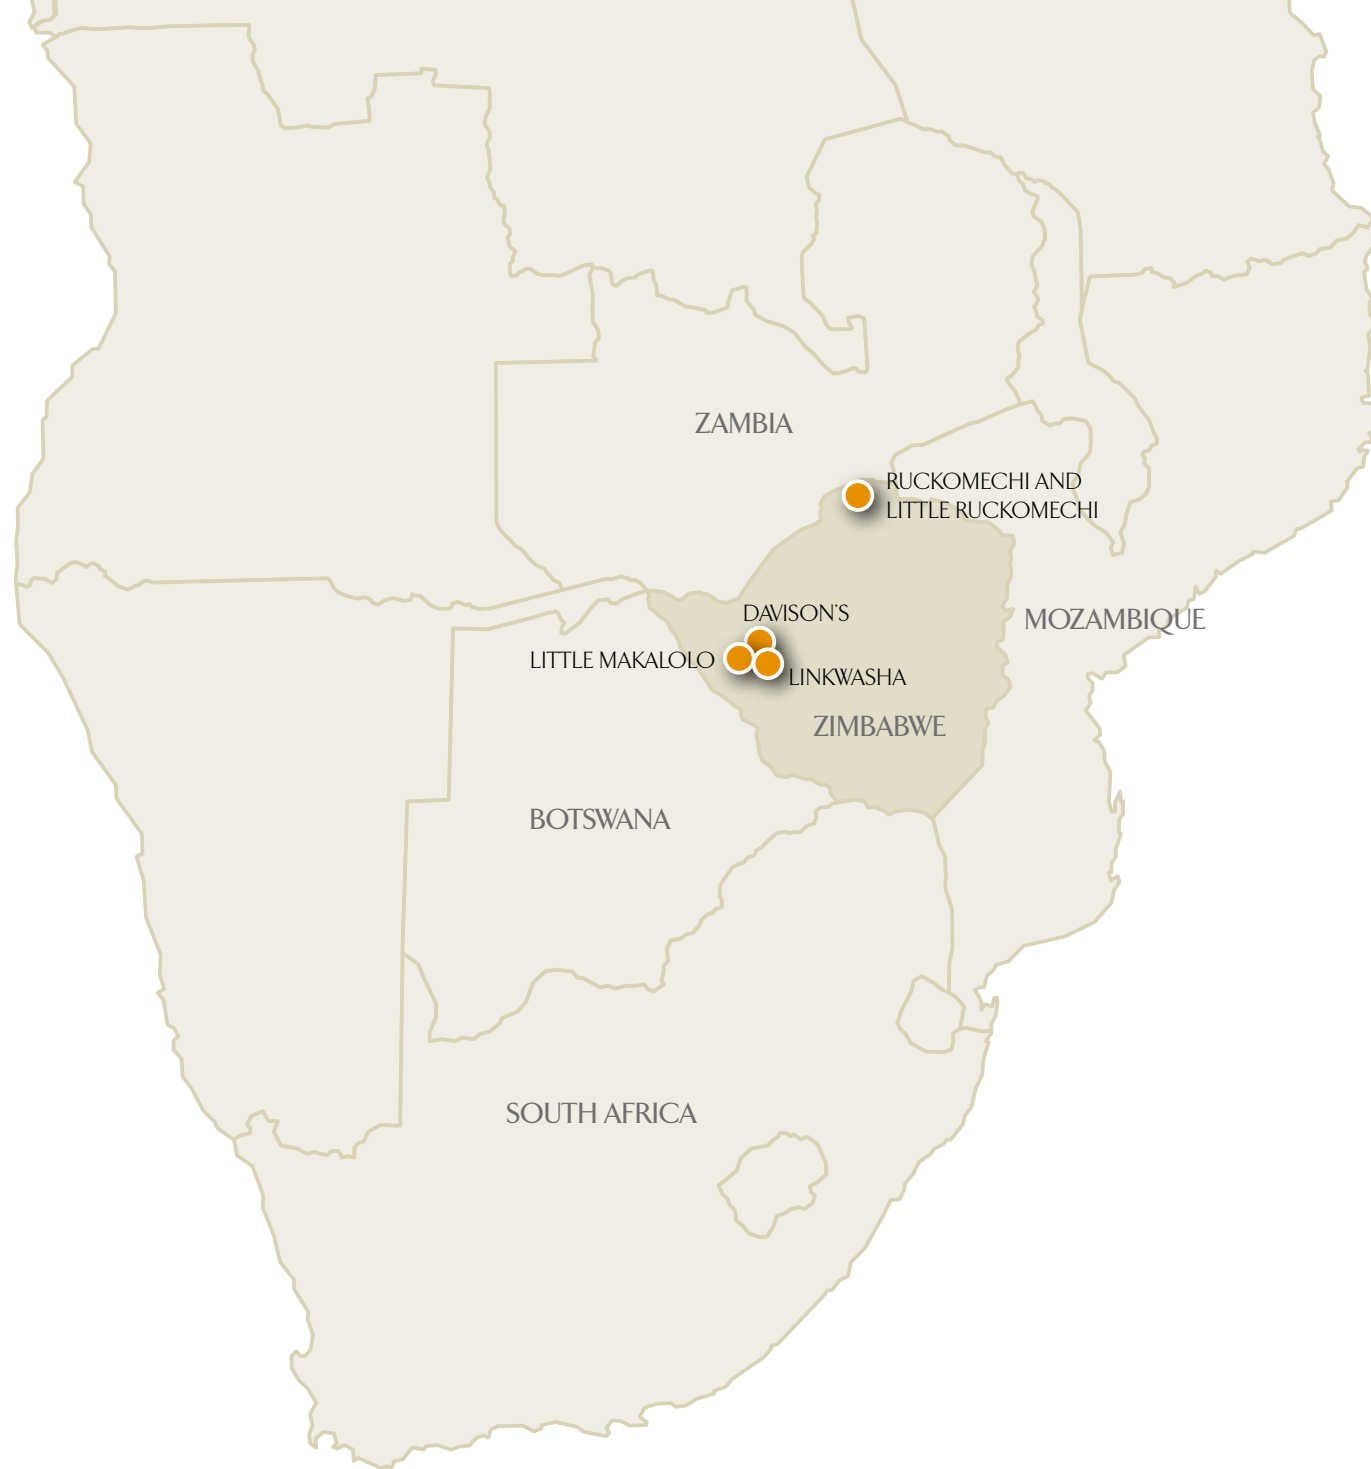 ZAMBIA
RUCKOMECHI AND
LITTLE RUCKOMECHI
DAVISON'S
MOZAMBIQUE
LITTLE MAKALOLO
LINKWASHA
ZIMBABWE
BOTSWANA
SOUTH AFRICA